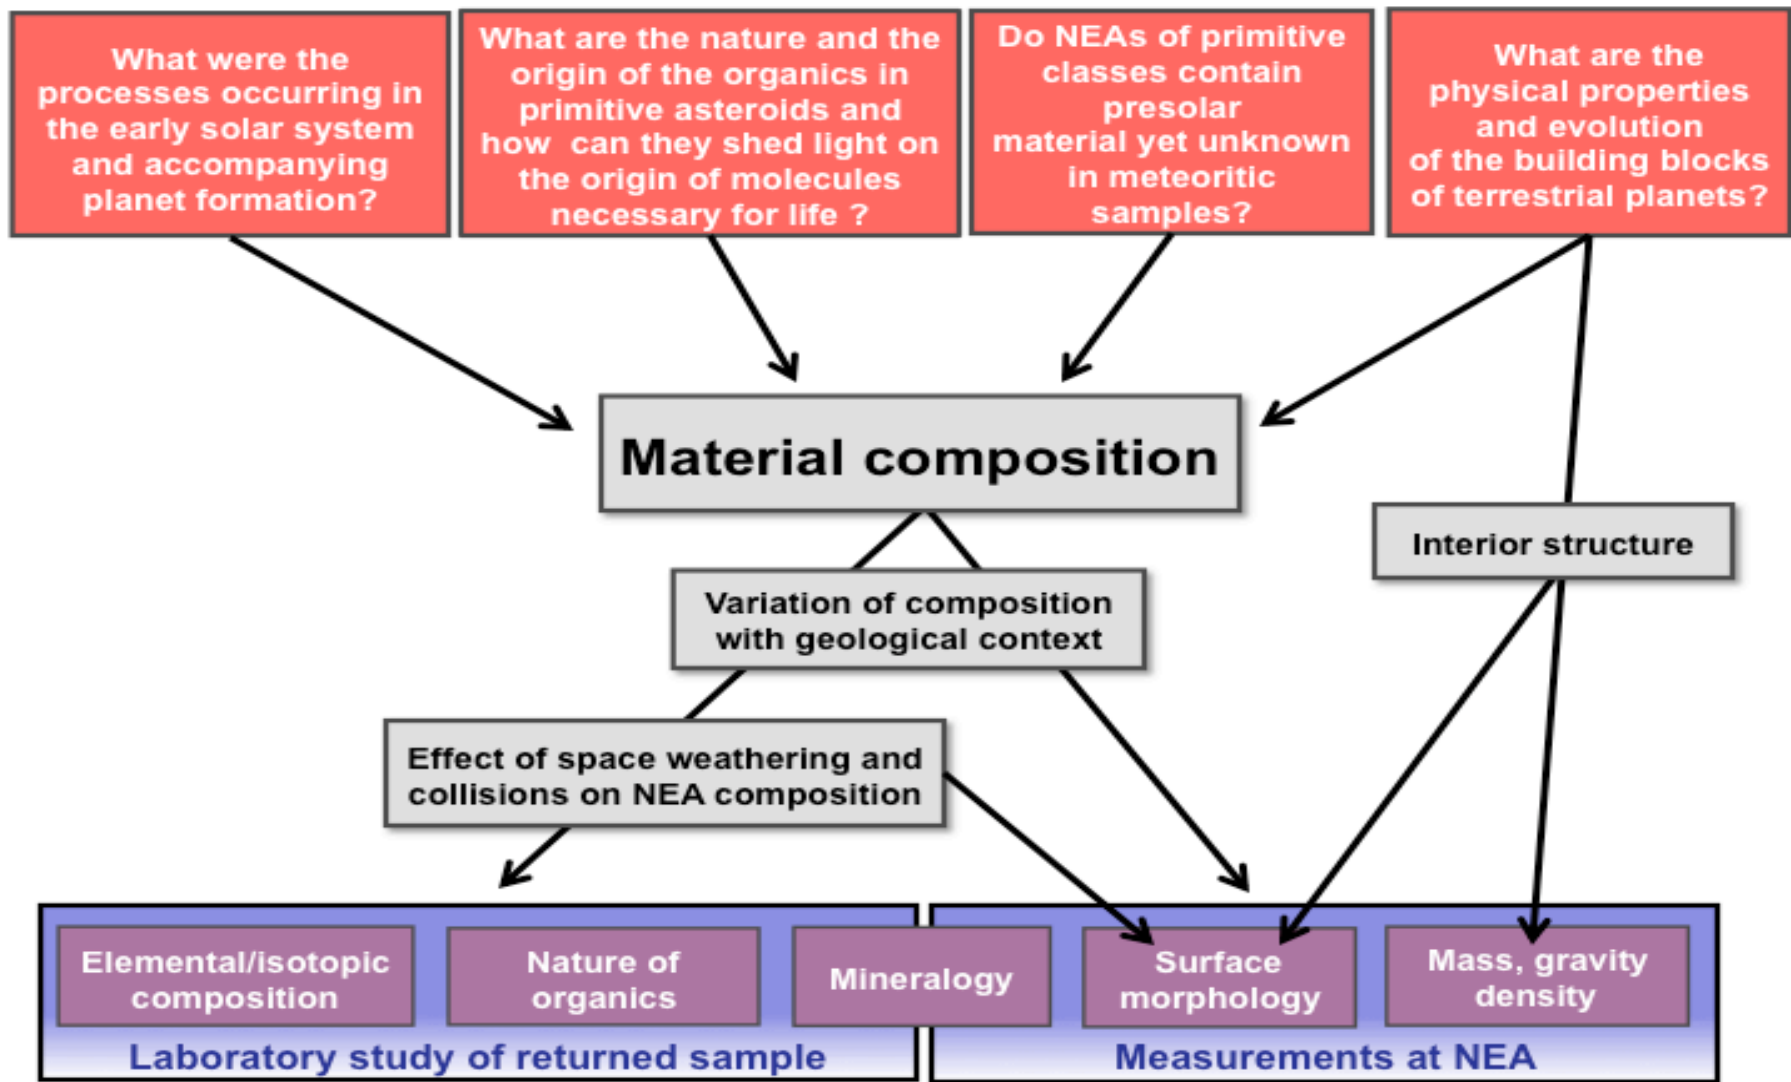 What were the
processes occurring in
the early solar system
and accompanying
planet formation?
What are the nature and the
origin of the organics in
primitive asteroids and
how can they shed light on
the origin of molecules
necessary for life ?
Do NEAs of primitive
classes contain
presolar
material yet unknown
in meteoritic
samples?
What are the
physical properties
and evolution
of the building blocks
of terrestrial planets?
Material composition
Interior structure
Variation of composition
with geological context
Effect of space weathering and
collisions on NEA composition
Elemental/isotopic
composition
Nature of
organics
Mineralogy
Surface
morphology
Mass, gravity
density
Laboratory study of returned sample
Measurements at NEA